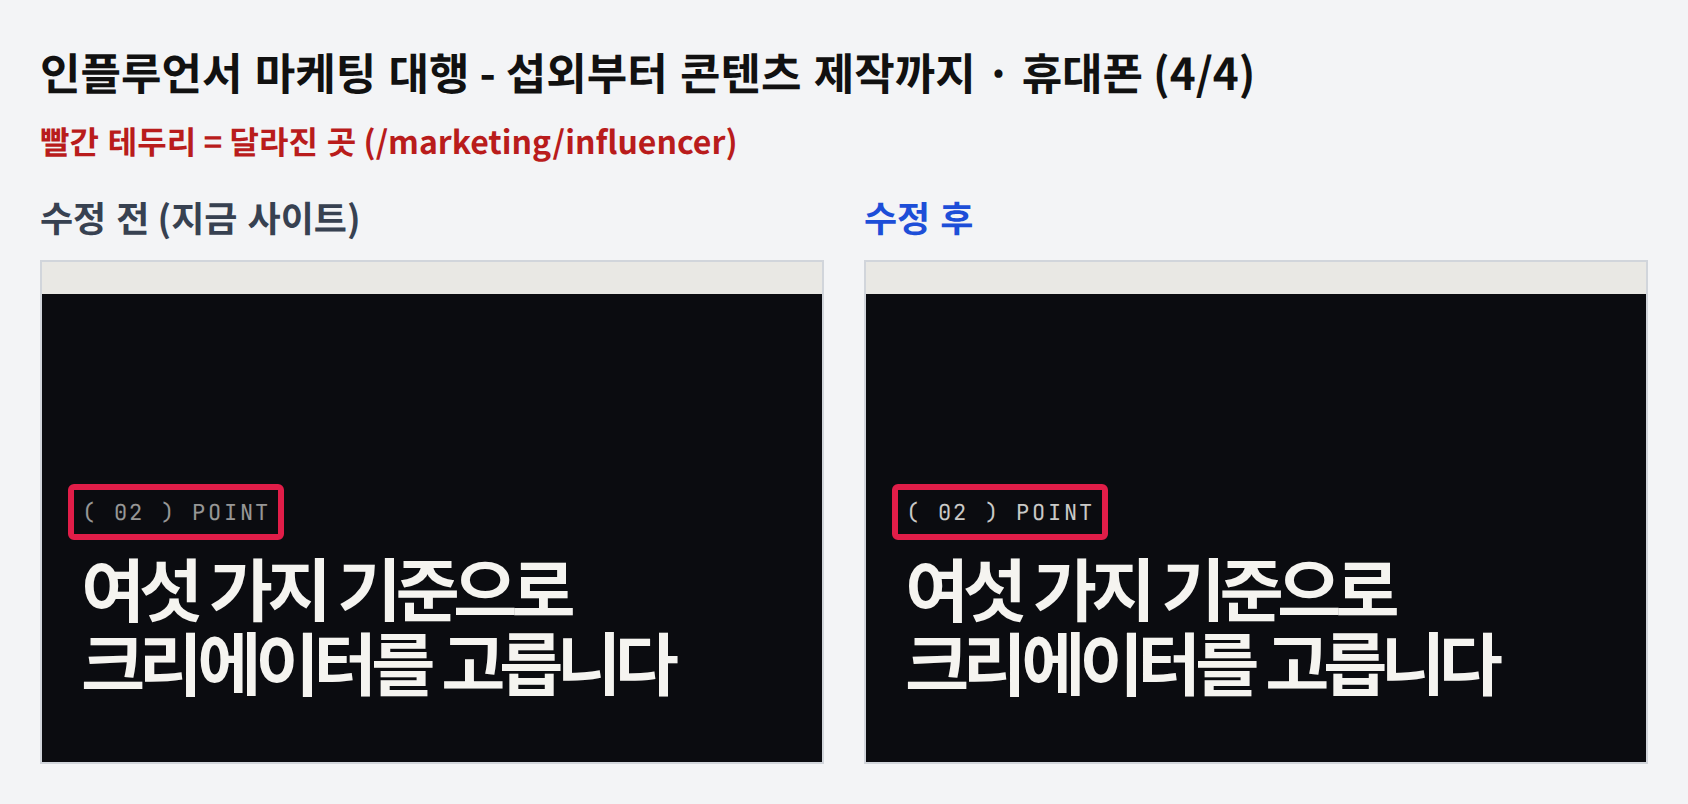 인플루언서 마케팅 대행 - 섭외부터 콘텐츠 제작까지 · 휴대폰 (4/4)
빨간 테두리 = 달라진 곳 (/marketing/influencer)
수정 전 (지금 사이트)
( 02 ) POINT
여섯 가지 기준으로
크리에이터를 고릅니다
수정 후
( 02 ) POINT
여섯 가지 기준으로
크리에이터를 고릅니다